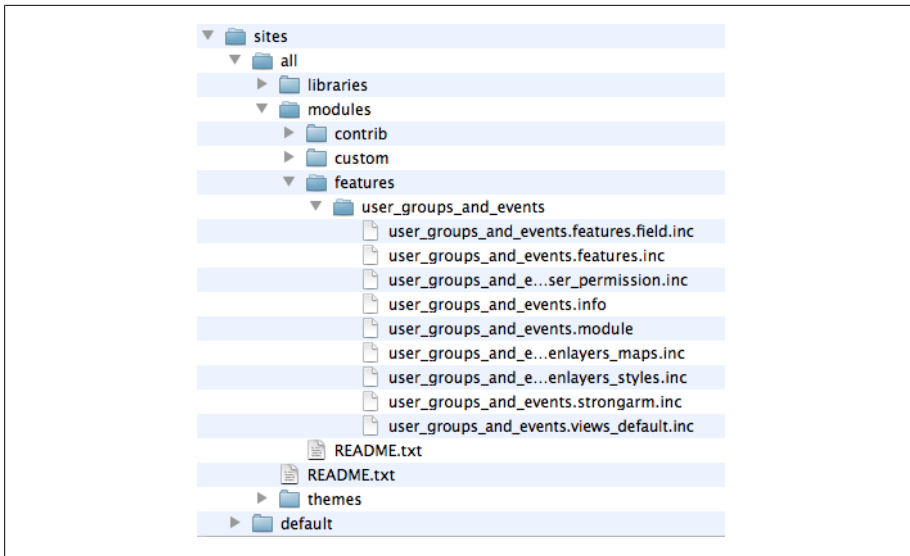 sites
all
libraries
modules
contrib
custom
features
user_groups_and_events
user_groups_and_events.features.field.inc
user_groups_and_events.features.inc
user_groups_and_e...ser_permission.inc
user_groups_and_events.info
user_groups_and_events.module
user_groups_and_e...enlayers_maps.inc
user_groups_and_e...enlayers_styles.inc
user_groups_and_events.strongarm.inc
user_groups_and_events.views_default.inc
README.txt
README.txt
themes
default